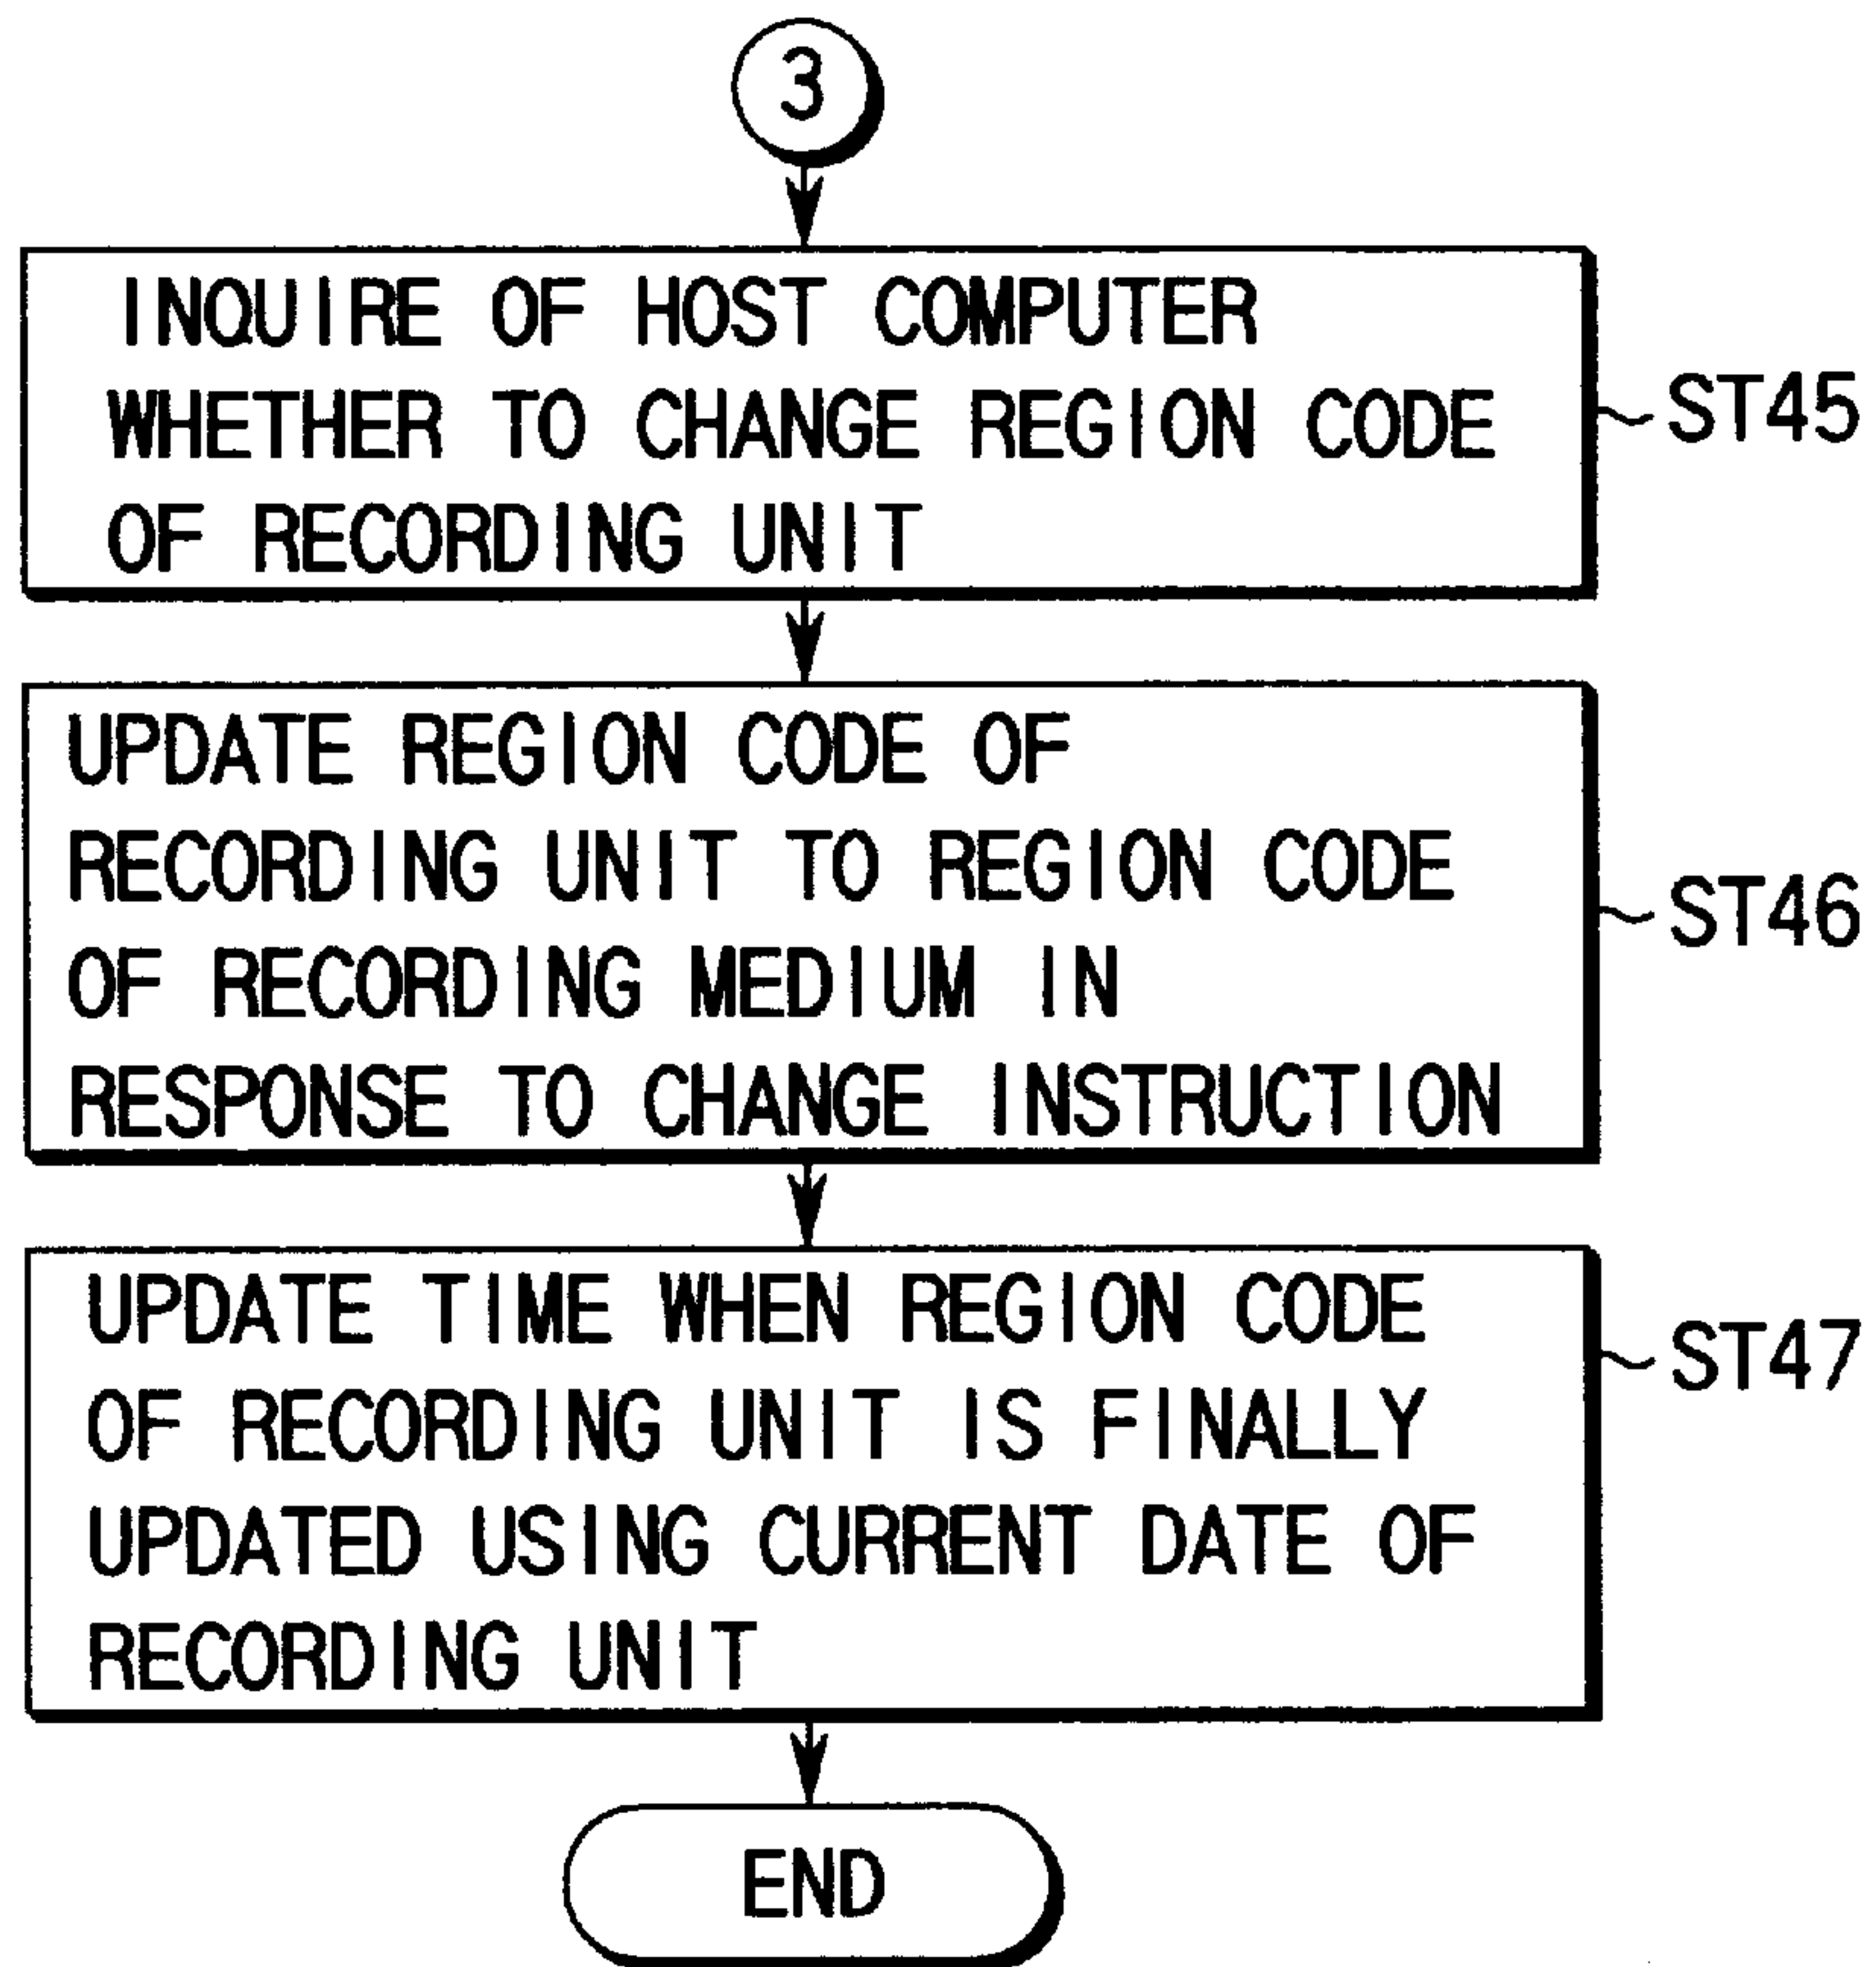 3
INQUIRE OF HOST COMPUTER
WHETHER TO CHANGE REGION CODE
OF RECORDING UNIT
ST45
UPDATE REGION CODE OF
RECORDING UNIT TO REGION CODE
OF RECORDING MEDIUM IN
RESPONSE TO CHANGE INSTRUCTION
ST46
UPDATE TIME WHEN REGION CODE
OF RECORDING UNIT IS FINALLY
UPDATED USING CURRENT DATE OF
RECORDING UNIT
ST47
END